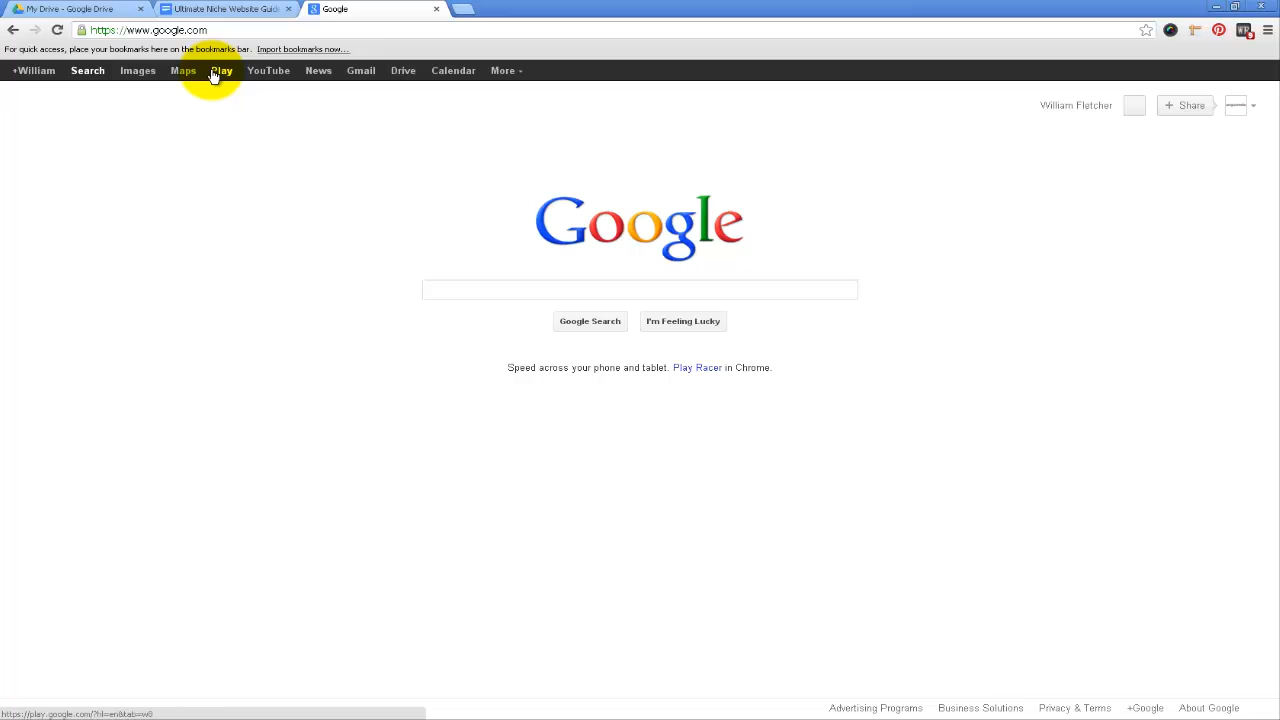 My Drive - Google Drive
Ultimate Niche Website Guid
Google
https://www.google.com
For quick access, place your bookmarks here on the bookmarks bar. Import bookmarks now...
+William Search Images Maps Play YouTube News Gmail Drive Calendar More
William Fletcher + Share
Google
Google Search I'm Feeling Lucky
Speed across your phone and tablet. Play Racer in Chrome.
https://play.google.com/?hl=en&tab=w8
Advertising Programs Business Solutions Privacy & Terms +Google About Google